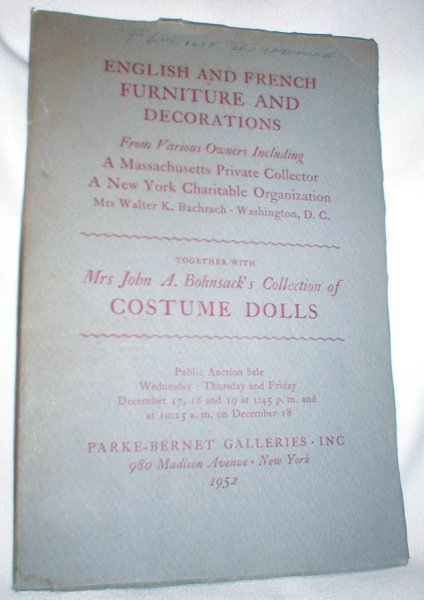 ENGLISH AND FRENCH
FURNITURE AND
DECORATIONS
From Various Owners Including
A Massachusetts Private Collector
A New York Charitable Organization
Mrs Walter K. Bachrach · Washington, D. C.
TOGETHER WITH
Mrs John A. Bohnsack's Collection of
COSTUME DOLLS
Public Auction Sale
Wednesday · Thursday and Friday
December 17, 18 and 19 at 1:45 p. m. and
at 10:15 a. m. on December 18
PARKE-BERNET GALLERIES · INC
980 Madison Avenue · New York
1952